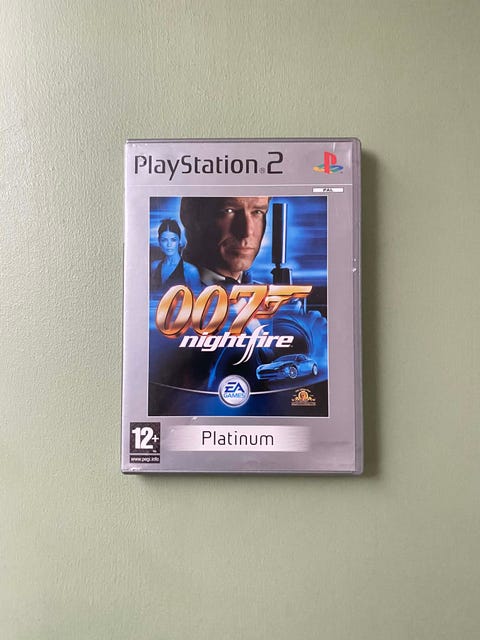 PlayStation®2
PAL
007
nightfire
EA
GAMES
12+
www.pegi.info
Platinum